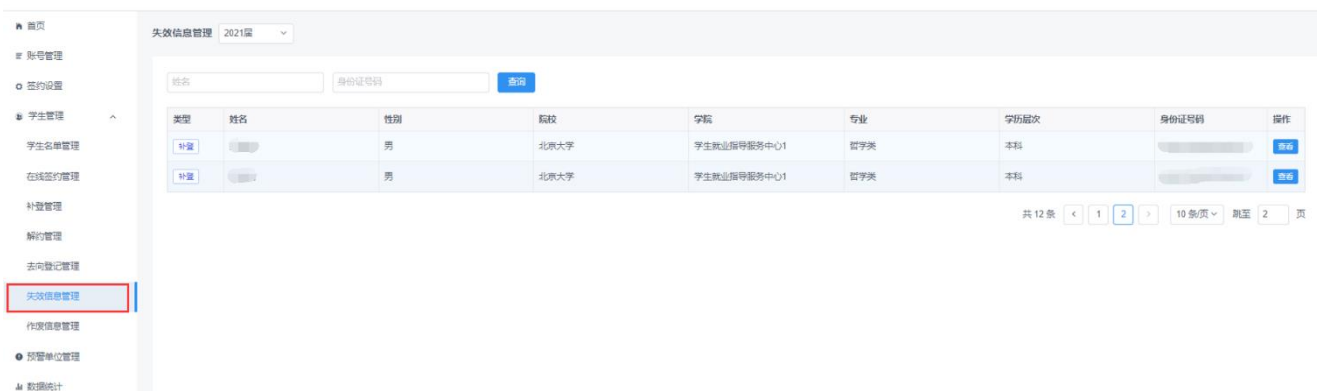 首页
账号管理
签约设置
学生管理
学生名单管理
在线签约管理
补登管理
解约管理
去向登记管理
失效信息管理
作废信息管理
预警单位管理
数据统计
失效信息管理 2021届
姓名 身份证号码 查询
类型 姓名 性别 院校 学院 专业 学历层次 身份证号码 操作
补登 男 北京大学 学生就业指导服务中心1 哲学类 本科 查看
补登 男 北京大学 学生就业指导服务中心1 哲学类 本科 查看
共 12 条 < 1 2 > 10 条/页 跳至 2 页